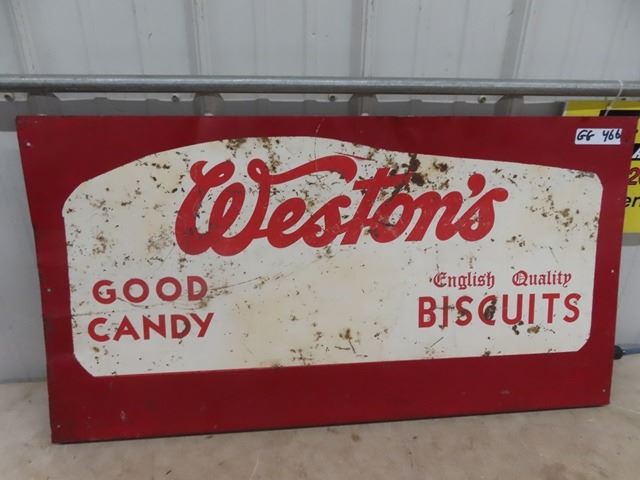 GG 466
Weston's
GOOD
CANDY
English Quality
BISCUITS